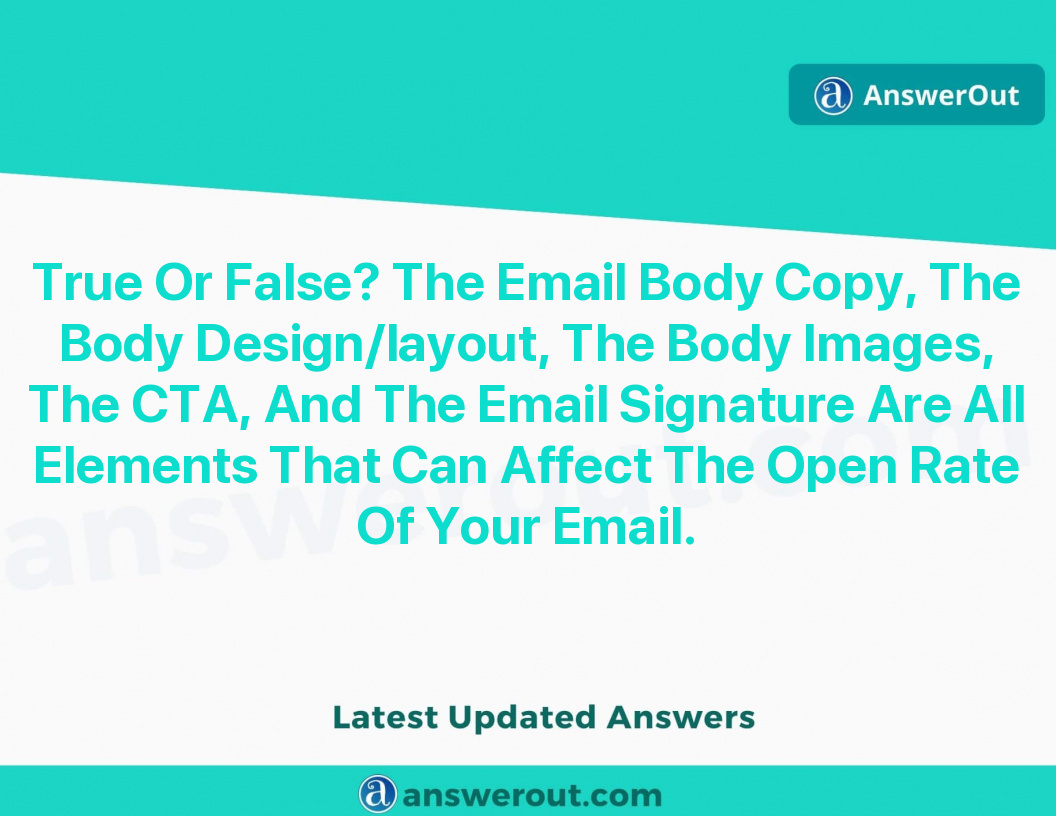 AnswerOut
True Or False? The Email Body Copy, The
Body Design/layout, The Body Images,
The CTA, And The Email Signature Are All
Elements That Can Affect The Open Rate
Of Your Email.
answerout.com
Latest Updated Answers
answerout.com